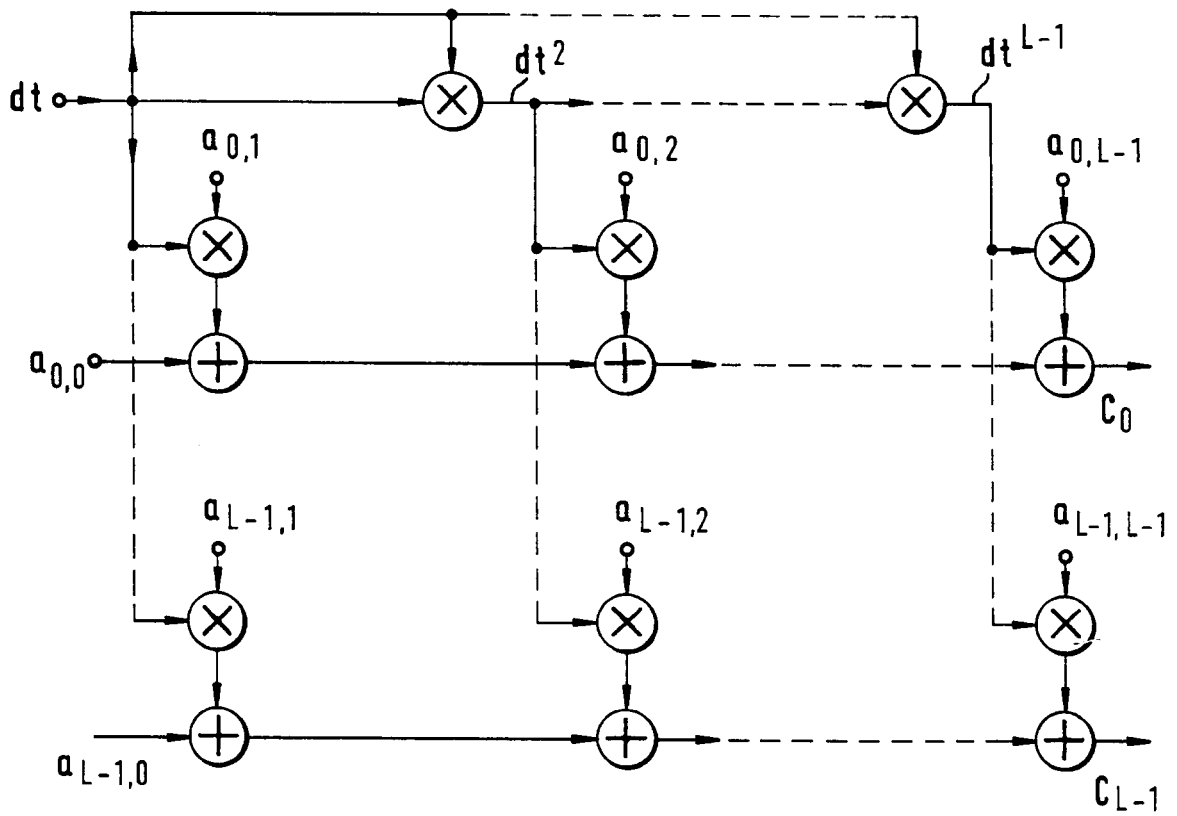 dt
dt²
dt^L-1
a0,1
a0,2
a0,L-1
a0,0
C0
aL-1,1
aL-1,2
aL-1,L-1
aL-1,0
CL-1